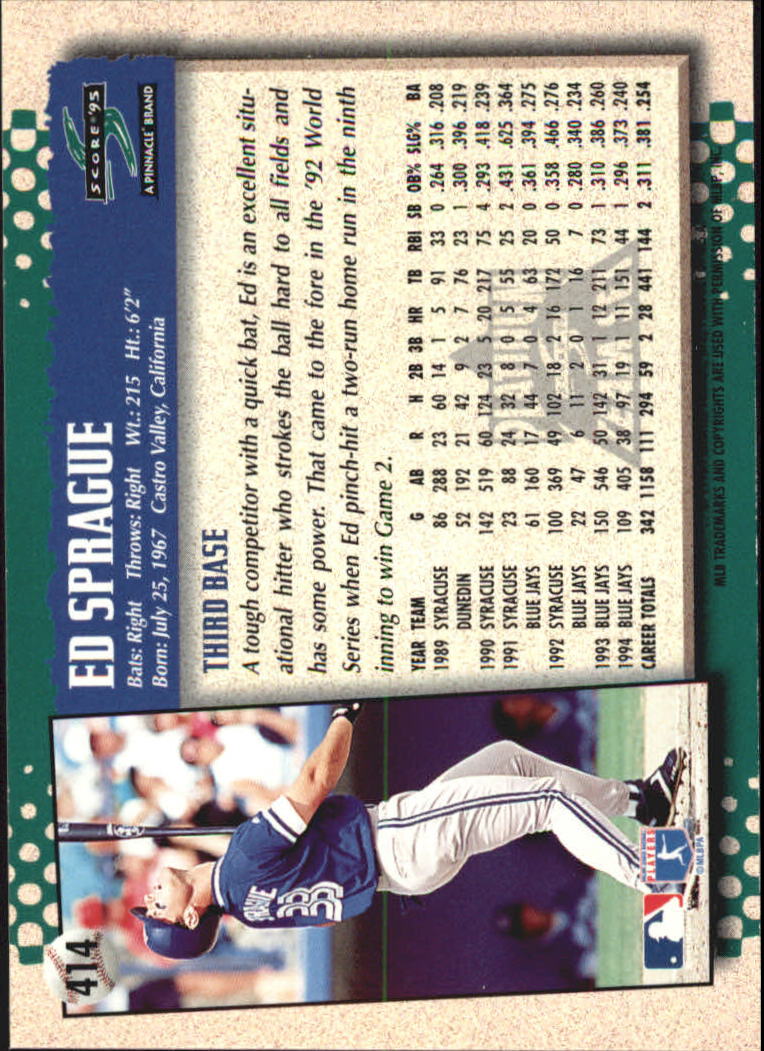 414
ED SPRAGUE
Bats: Right Throws: Right Wt.: 215 Ht.: 6'2"
Born: July 25, 1967 Castro Valley, California
SCORE '95
A PINNACLE BRAND
THIRD BASE
A tough competitor with a quick bat, Ed is an excellent situ-
ational hitter who strokes the ball hard to all fields and
has some power. That came to the fore in the '92 World
Series when Ed pinch-hit a two-run home run in the ninth
inning to win Game 2.
YEAR TEAM G AB R H 2B 3B HR TB RBI SB OB% SLG% BA
1989 SYRACUSE 86 288 23 60 14 1 5 91 33 0 .264 .316 .208
DUNEDIN 52 192 21 42 9 2 7 76 23 1 .300 .396 .219
1990 SYRACUSE 142 519 60 124 23 5 20 217 75 4 .293 .418 .239
1991 SYRACUSE 23 88 24 32 8 0 5 55 25 2 .431 .625 .364
BLUE JAYS 61 160 17 44 7 0 4 63 20 0 .361 .394 .275
1992 SYRACUSE 100 369 49 102 18 2 16 172 50 0 .358 .466 .276
BLUE JAYS 22 47 6 11 2 0 1 16 7 0 .280 .340 .234
1993 BLUE JAYS 150 546 50 142 31 1 12 211 73 1 .310 .386 .260
1994 BLUE JAYS 109 405 38 97 19 1 11 151 44 1 .296 .373 .240
CAREER TOTALS 342 1158 111 294 59 2 28 441 144 2 .311 .381 .254
MLB TRADEMARKS AND COPYRIGHTS ARE USED WITH PERMISSION OF MLBP, INC.
33
PLAYERS
© MLBPA